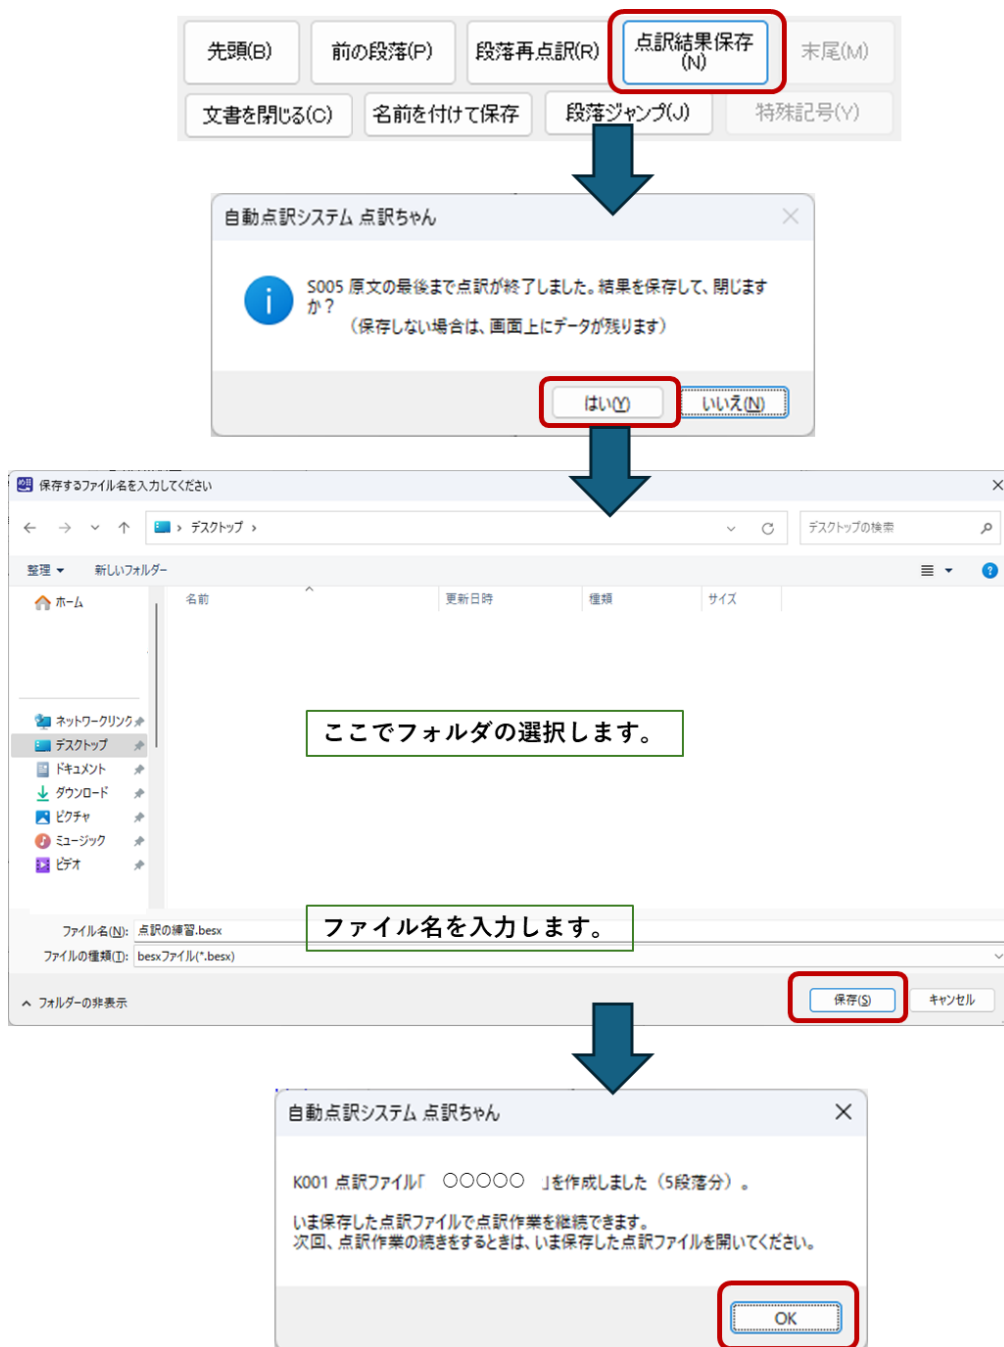 先頭(B)
前の段落(P)
段落再点訳(R)
点訳結果保存
(N)
末尾(M)
文書を閉じる(C)
名前を付けて保存
段落ジャンプ(J)
特殊記号(Y)
自動点訳システム 点訳ちゃん
S005 原文の最後まで点訳が終了しました。結果を保存して、閉じます
か？
（保存しない場合は、画面上にデータが残ります）
はい(Y)
いいえ(N)
保存するファイル名を入力してください
デスクトップ
デスクトップの検索
整理
新しいフォルダー
ホーム
名前
更新日時
種類
サイズ
ネットワークリンク
デスクトップ
ドキュメント
ダウンロード
ピクチャ
ミュージック
ビデオ
ここでフォルダの選択します。
ファイル名を入力します。
ファイル名(N): 点訳の練習.besx
ファイルの種類(T): besxファイル(*.besx)
フォルダーの非表示
保存(S)
キャンセル
自動点訳システム 点訳ちゃん
K001 点訳ファイル「 ○○○○○ 」を作成しました（5段落分）。
いま保存した点訳ファイルで点訳作業を継続できます。
次回、点訳作業の続きをするときは、いま保存した点訳ファイルを開いてください。
OK